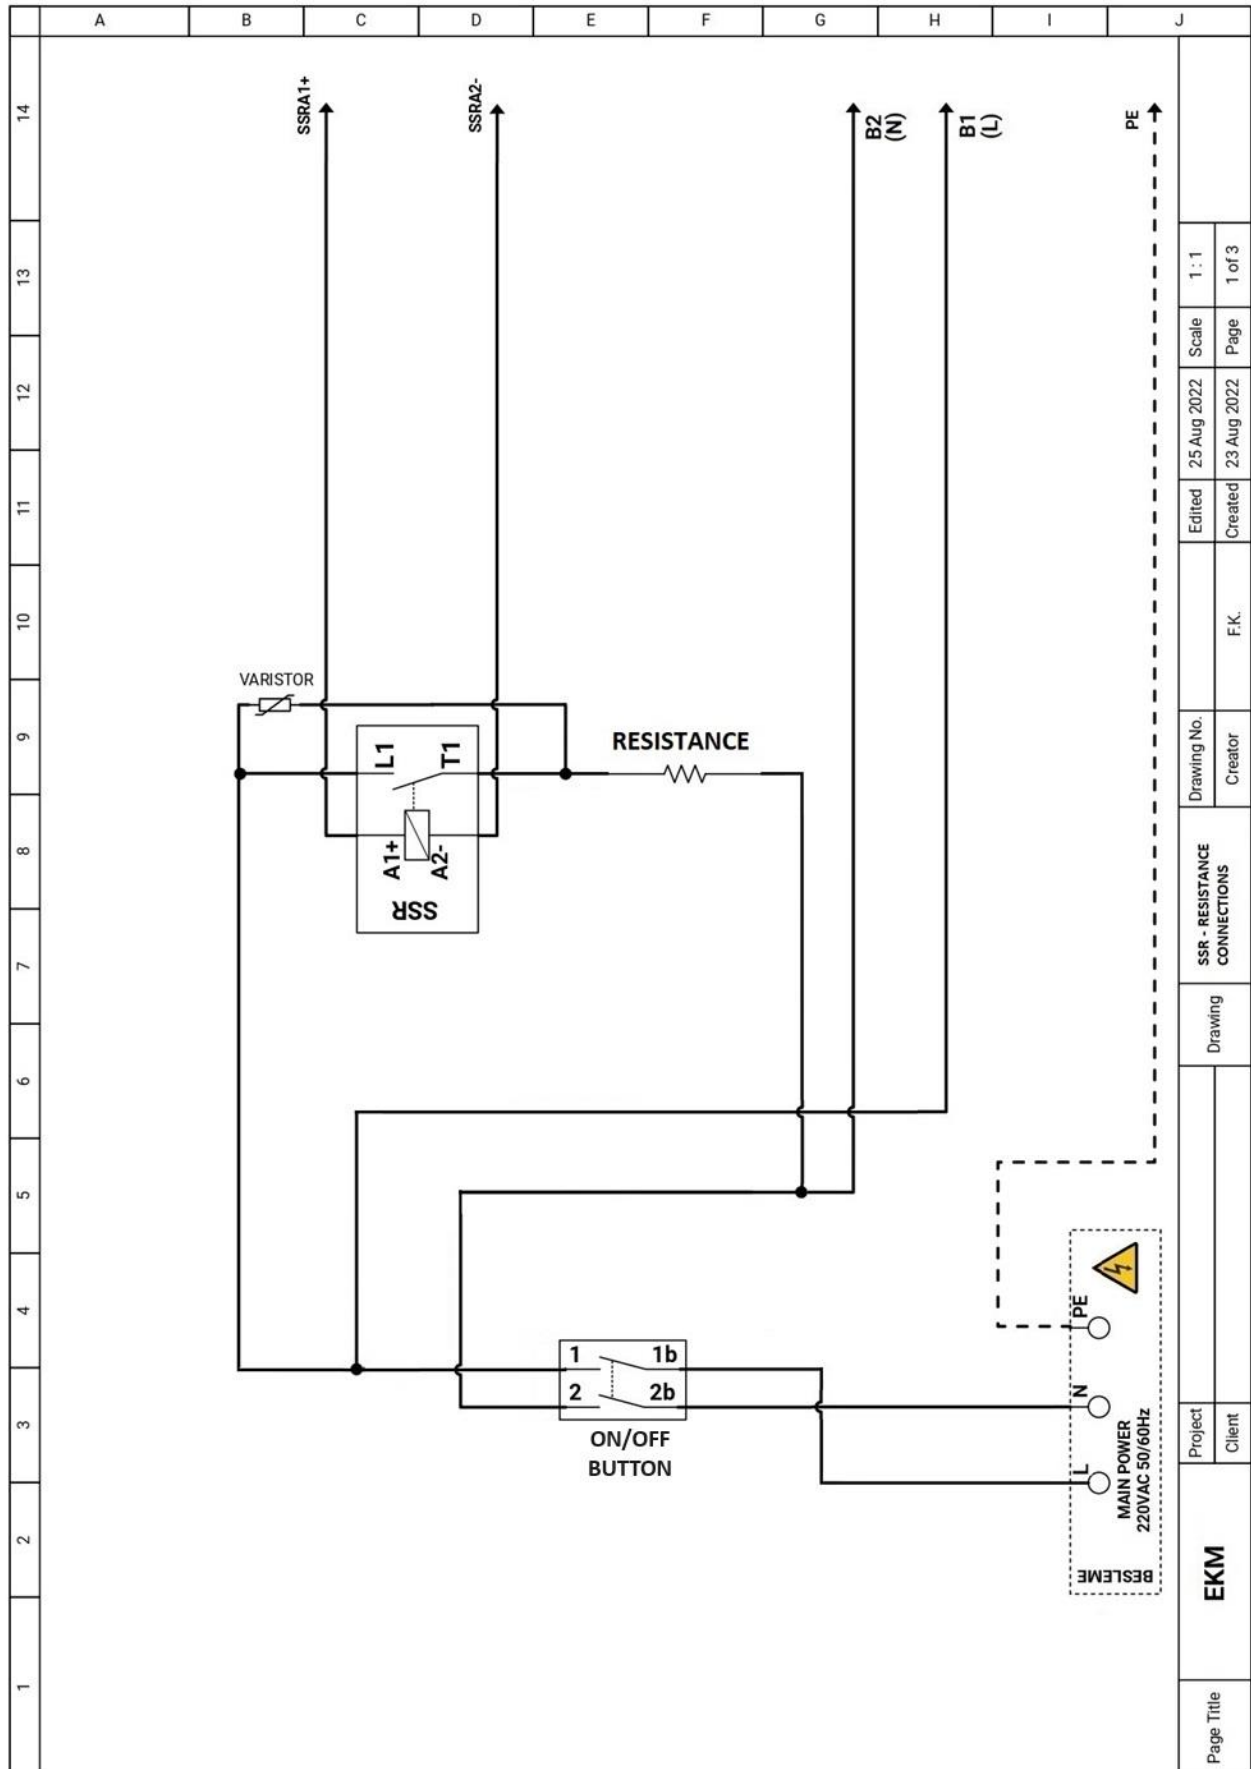 A B C D E F G H I J
14
13
12
11
10
9
8
7
6
5
4
3
2
1
SSRA1+
SSRA2-
B2
(N)
B1
(L)
PE
VARISTOR
L1
T1
A1+
A2-
SSR
RESISTANCE
1
1b
2
2b
ON/OFF
BUTTON
PE
N
L
MAIN POWER
220VAC 50/60Hz
BESLEME
Page Title
EKM
Project
Client
Drawing
SSR - RESISTANCE
CONNECTIONS
Drawing No.
Creator F.K.
Edited 25 Aug 2022 Scale 1 : 1
Created 23 Aug 2022 Page 1 of 3